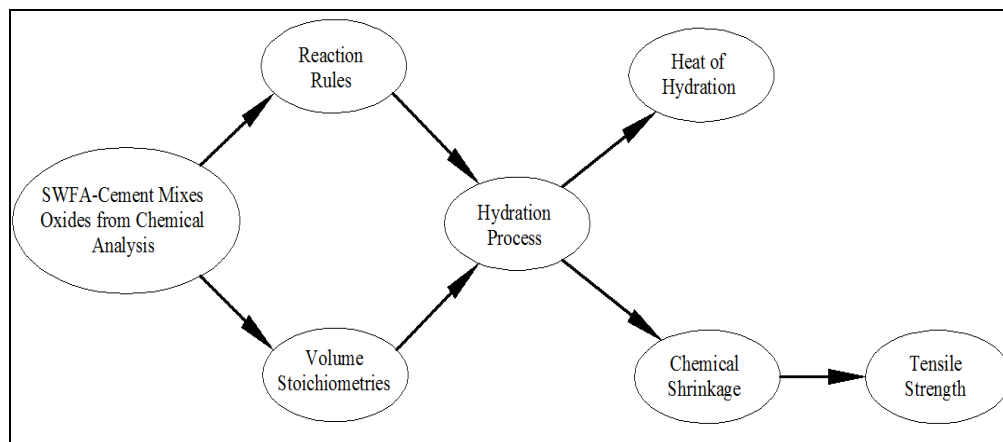 Reaction
Rules
Heat of
Hydration
SWFA-Cement Mixes
Oxides from Chemical
Analysis
Hydration
Process
Volume
Stoichiometries
Chemical
Shrinkage
Tensile
Strength